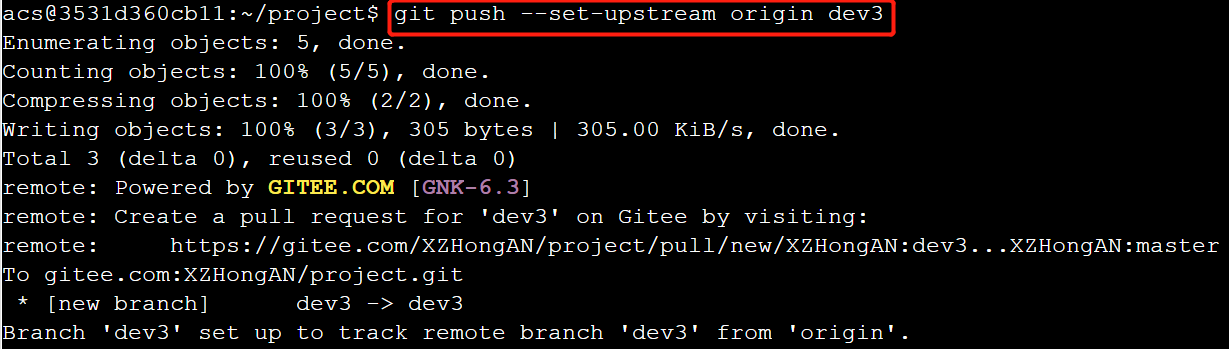 acs@3531d360cb11:~/project$ git push --set-upstream origin dev3
Enumerating objects: 5, done.
Counting objects: 100% (5/5), done.
Compressing objects: 100% (2/2), done.
Writing objects: 100% (3/3), 305 bytes | 305.00 KiB/s, done.
Total 3 (delta 0), reused 0 (delta 0)
remote: Powered by GITEE.COM [GNK-6.3]
remote: Create a pull request for 'dev3' on Gitee by visiting:
remote:     https://gitee.com/XZHongAN/project/pull/new/XZHongAN:dev3...XZHongAN:master
To gitee.com:XZHongAN/project.git
 * [new branch]      dev3 -> dev3
Branch 'dev3' set up to track remote branch 'dev3' from 'origin'.